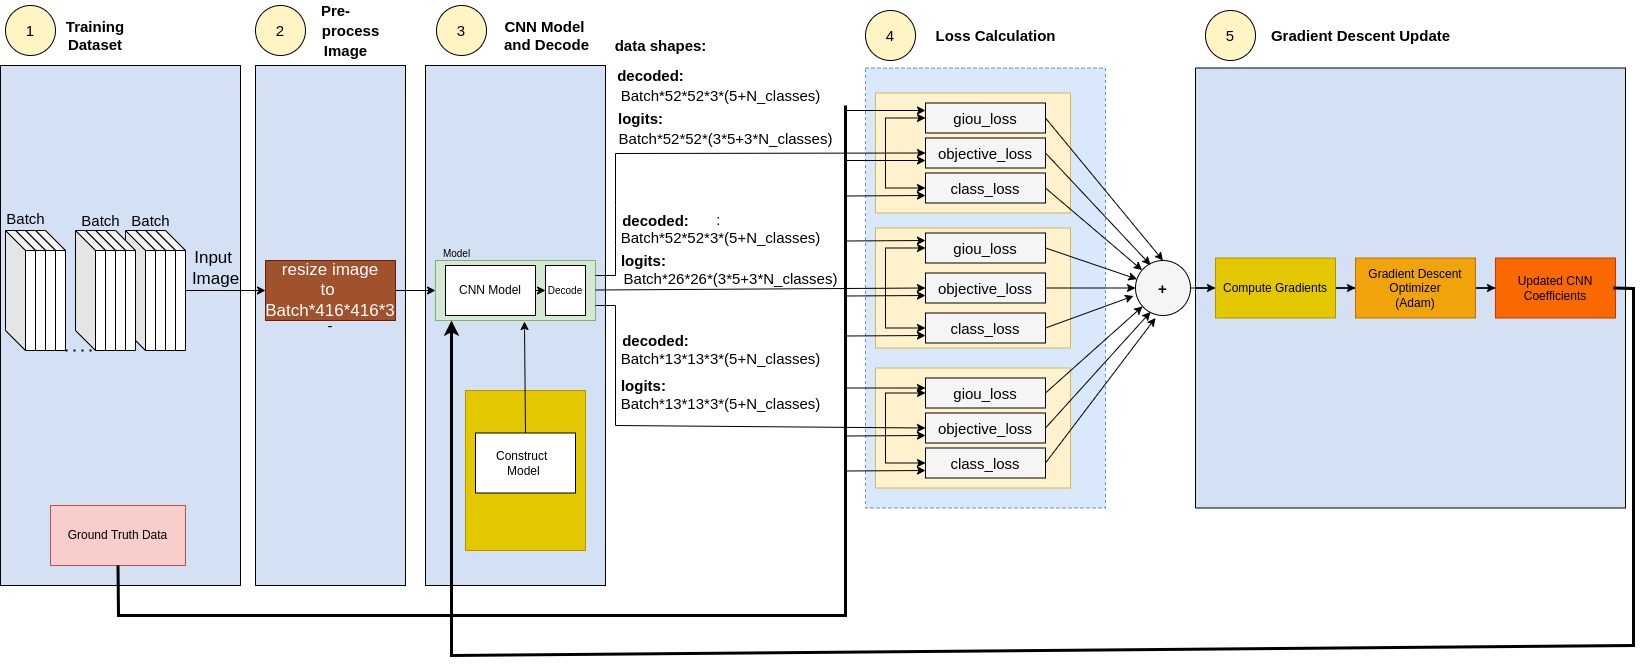 1
Training
Dataset
2
Pre-
process
Image
3
CNN Model
and Decode
4
Loss Calculation
5
Gradient Descent Update
data shapes:
decoded:
Batch*52*52*3*(5+N_classes)
logits:
Batch*52*52*(3*5+3*N_classes)
decoded: :
Batch*52*52*3*(5+N_classes)
logits:
Batch*26*26*(3*5+3*N_classes)
decoded:
Batch*13*13*3*(5+N_classes)
logits:
Batch*13*13*3*(5+N_classes)
Batch
Batch
Batch
. . . .
Input
Image
Ground Truth Data
resize image
to
Batch*416*416*3
-
Model
CNN Model
Decode
Construct
Model
giou_loss
objective_loss
class_loss
giou_loss
objective_loss
class_loss
giou_loss
objective_loss
class_loss
+
Compute Gradients
Gradient Descent
Optimizer
(Adam)
Updated CNN
Coefficients